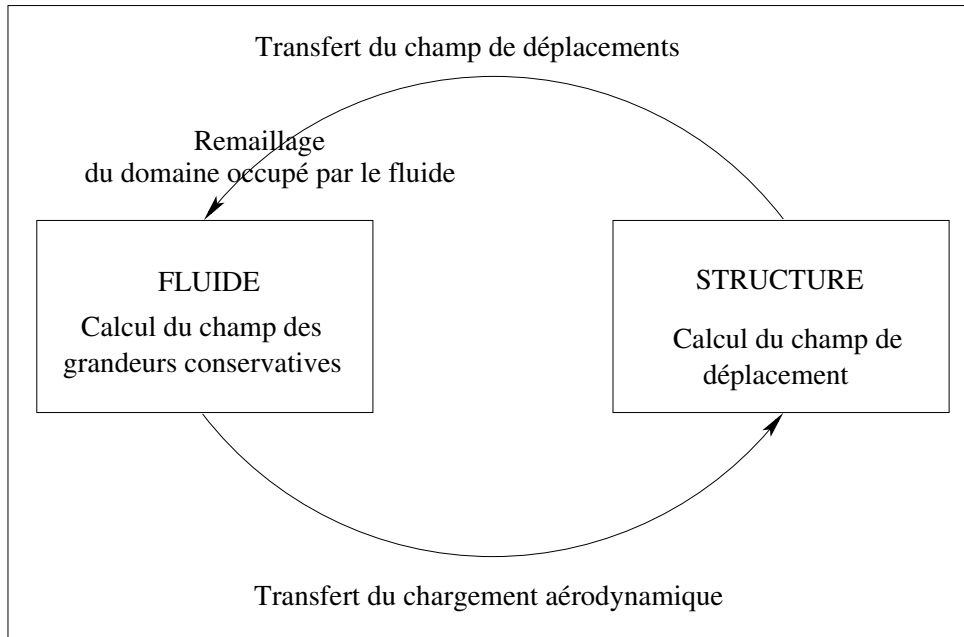 Transfert du champ de déplacements
Remaillage
du domaine occupé par le fluide
FLUIDE
Calcul du champ des
grandeurs conservatives
STRUCTURE
Calcul du champ de
déplacement
Transfert du chargement aérodynamique